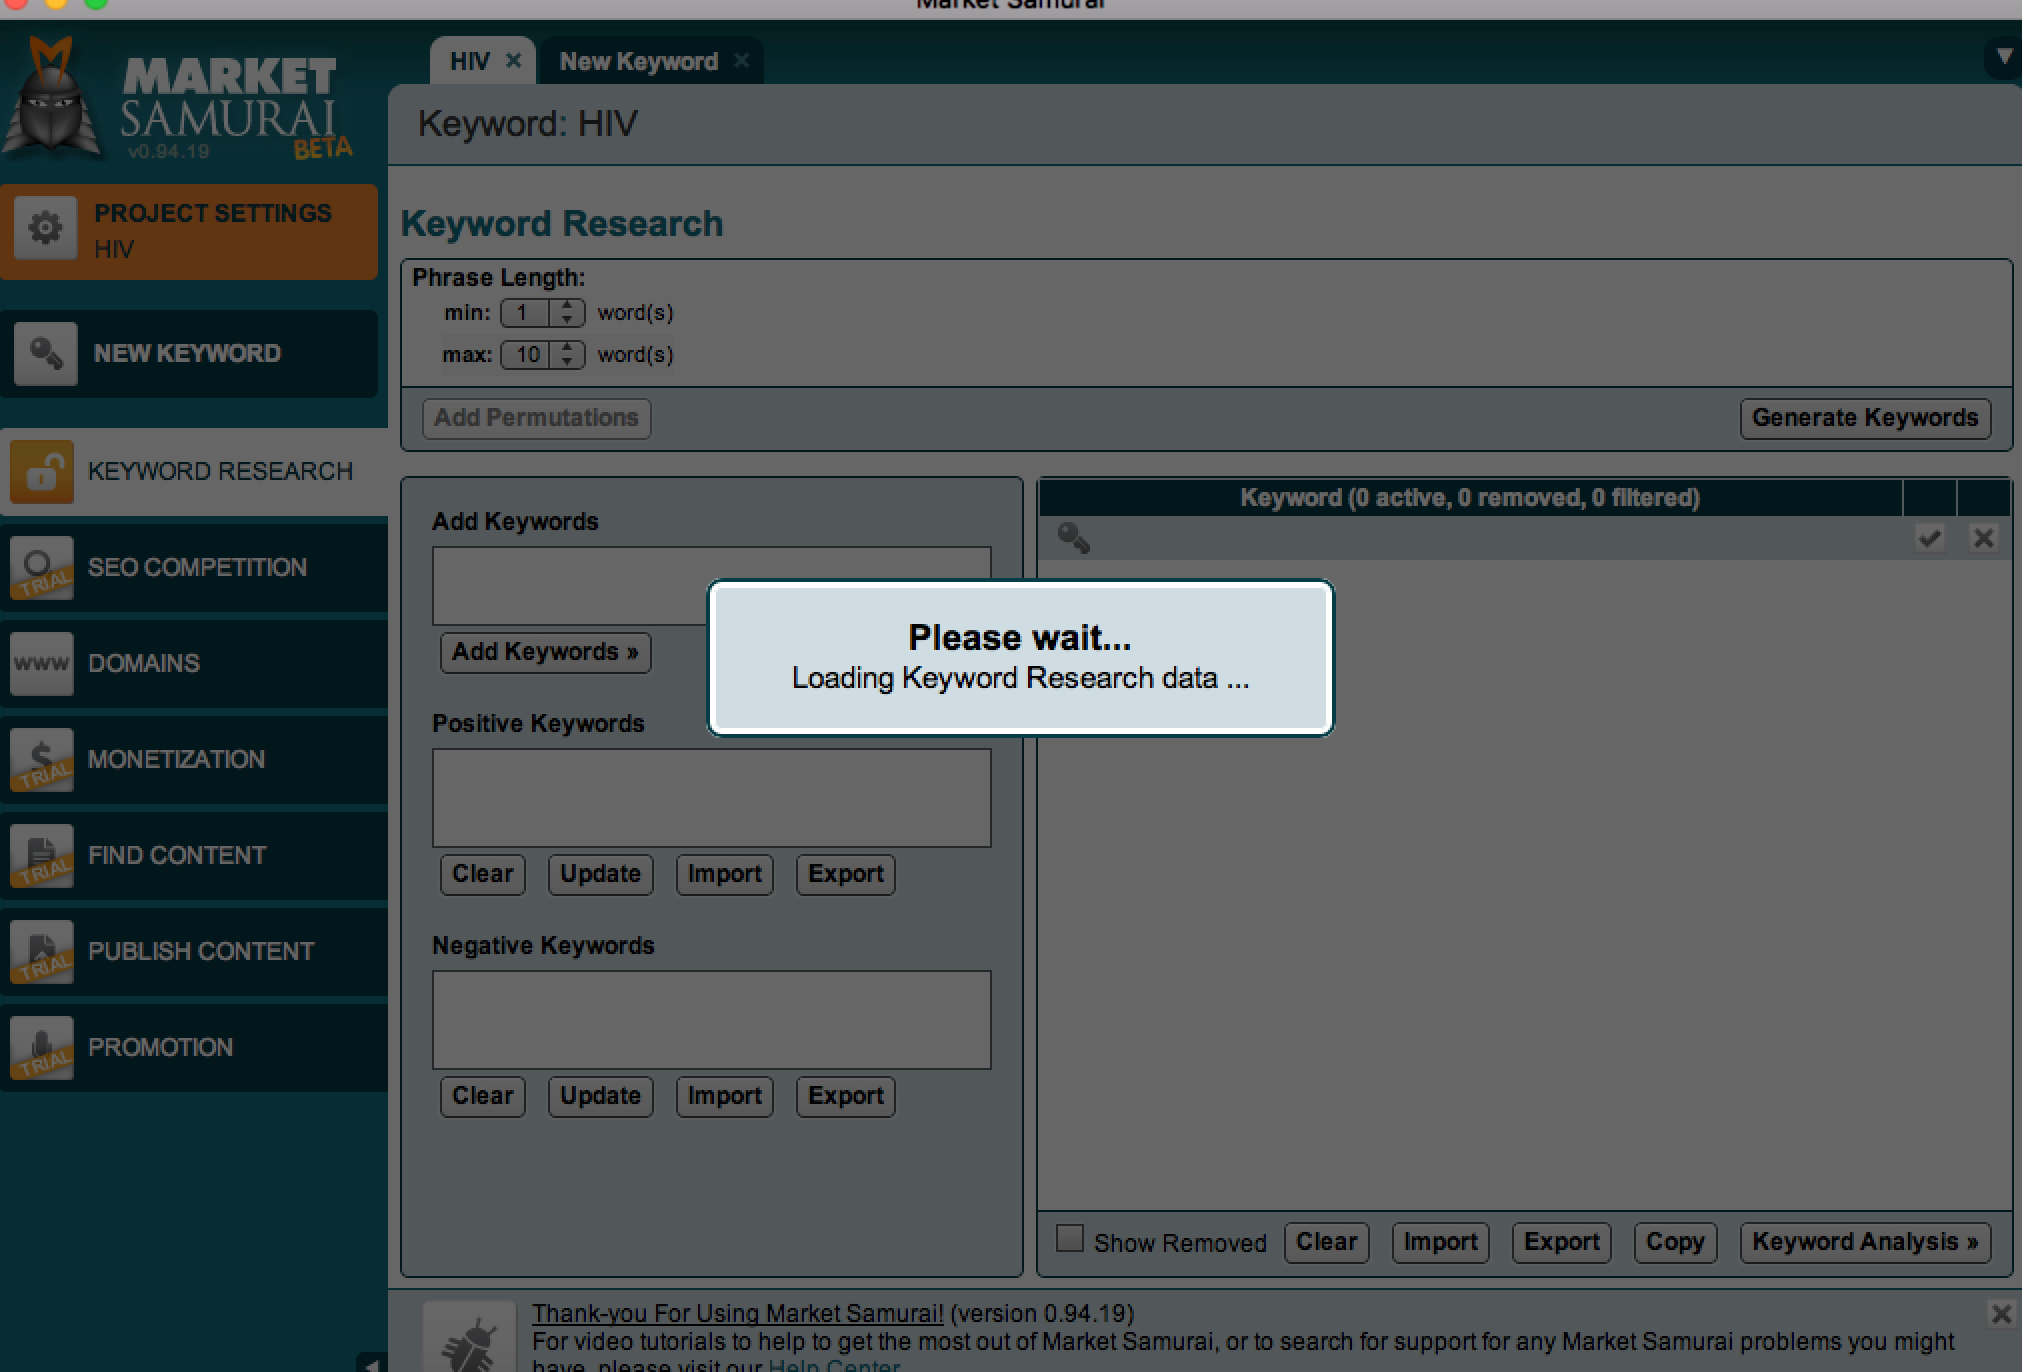 Market Samurai
MARKET
SAMURAI
v0.94.19
BETA
HIV
New Keyword
Keyword: HIV
PROJECT SETTINGS
HIV
NEW KEYWORD
KEYWORD RESEARCH
TRIAL
SEO COMPETITION
www
DOMAINS
$
TRIAL
MONETIZATION
TRIAL
FIND CONTENT
TRIAL
PUBLISH CONTENT
TRIAL
PROMOTION
Keyword Research
Phrase Length:
min: 1 word(s)
max: 10 word(s)
Add Permutations
Generate Keywords
Add Keywords
Add Keywords »
Positive Keywords
Clear Update Import Export
Negative Keywords
Clear Update Import Export
Keyword (0 active, 0 removed, 0 filtered)
Please wait...
Loading Keyword Research data ...
Show Removed Clear Import Export Copy Keyword Analysis »
Thank-you For Using Market Samurai! (version 0.94.19)
For video tutorials to help to get the most out of Market Samurai, or to search for support for any Market Samurai problems you might
have, please visit our Help Center